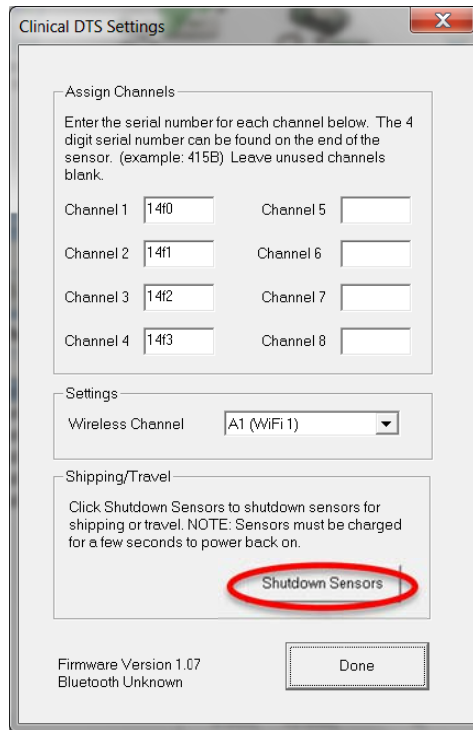 Clinical DTS Settings
Assign Channels
Enter the serial number for each channel below. The 4
digit serial number can be found on the end of the
sensor. (example: 415B) Leave unused channels
blank.
Channel 1 14f0 Channel 5
Channel 2 14f1 Channel 6
Channel 3 14f2 Channel 7
Channel 4 14f3 Channel 8
Settings
Wireless Channel A1 (WiFi 1)
Shipping/Travel
Click Shutdown Sensors to shutdown sensors for
shipping or travel. NOTE: Sensors must be charged
for a few seconds to power back on.
Shutdown Sensors
Firmware Version 1.07
Bluetooth Unknown
Done